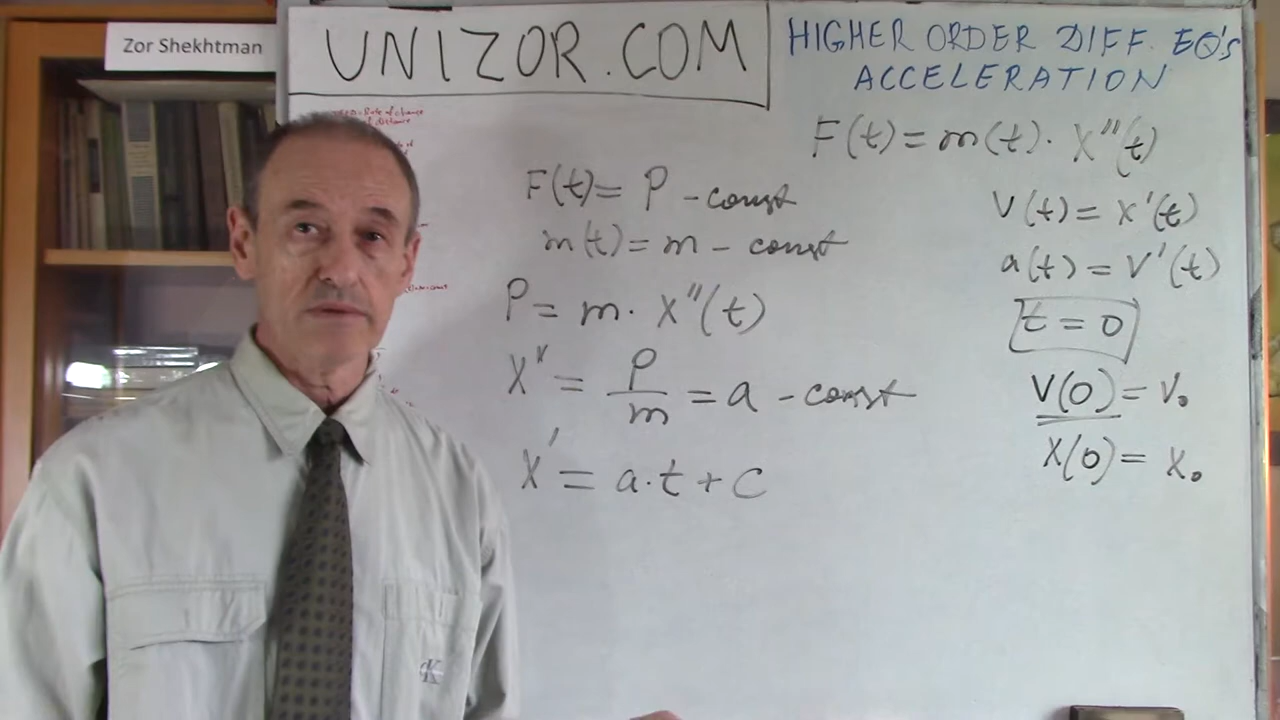 Zor Shekhtman
UNIZOR.COM
HIGHER ORDER DIFF. EQ'S
ACCELERATION
F(t)=m(t)·X''(t)
F(t)=P-const
m(t)=m-const
P=m·X''(t)
X''=P/m=a-const
X'=a·t+C
V(t)=X'(t)
a(t)=V'(t)
t=0
V(0)=V₀
X(0)=X₀